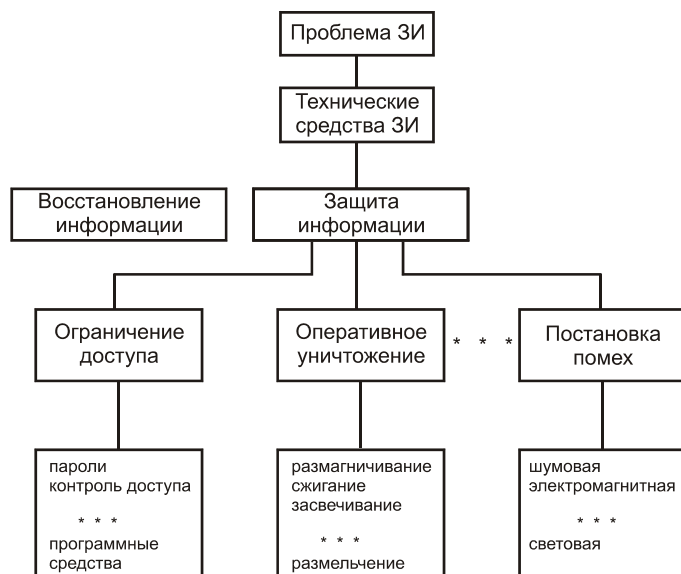 Проблема ЗИ
Технические
средства ЗИ
Восстановление
информации
Защита
информации
Ограничение
доступа
Оперативное
уничтожение
* * *
Постановка
помех
пароли
контроль доступа
* * *
программные
средства
размагничивание
сжигание
засвечивание
* * *
размельчение
шумовая
электромагнитная
* * *
световая